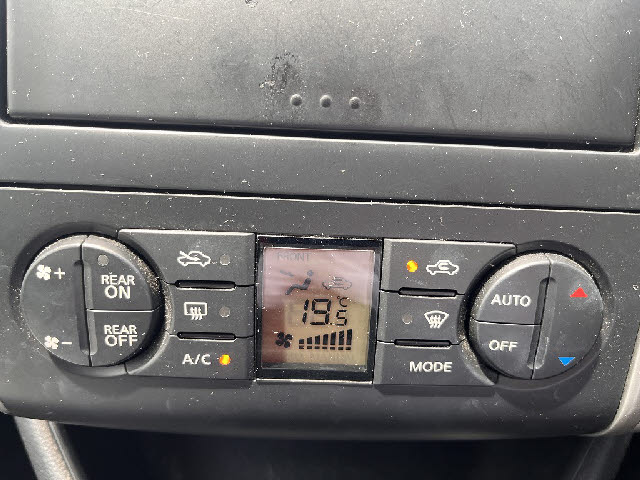 FRONT
REAR
ON
REAR
OFF
A/C
19.5°C
AUTO
OFF
MODE